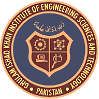 GHULAM ISHAQ KHAN INSTITUTE OF ENGINEERING SCIENCES AND TECHNOLOGY
• PAKISTAN •